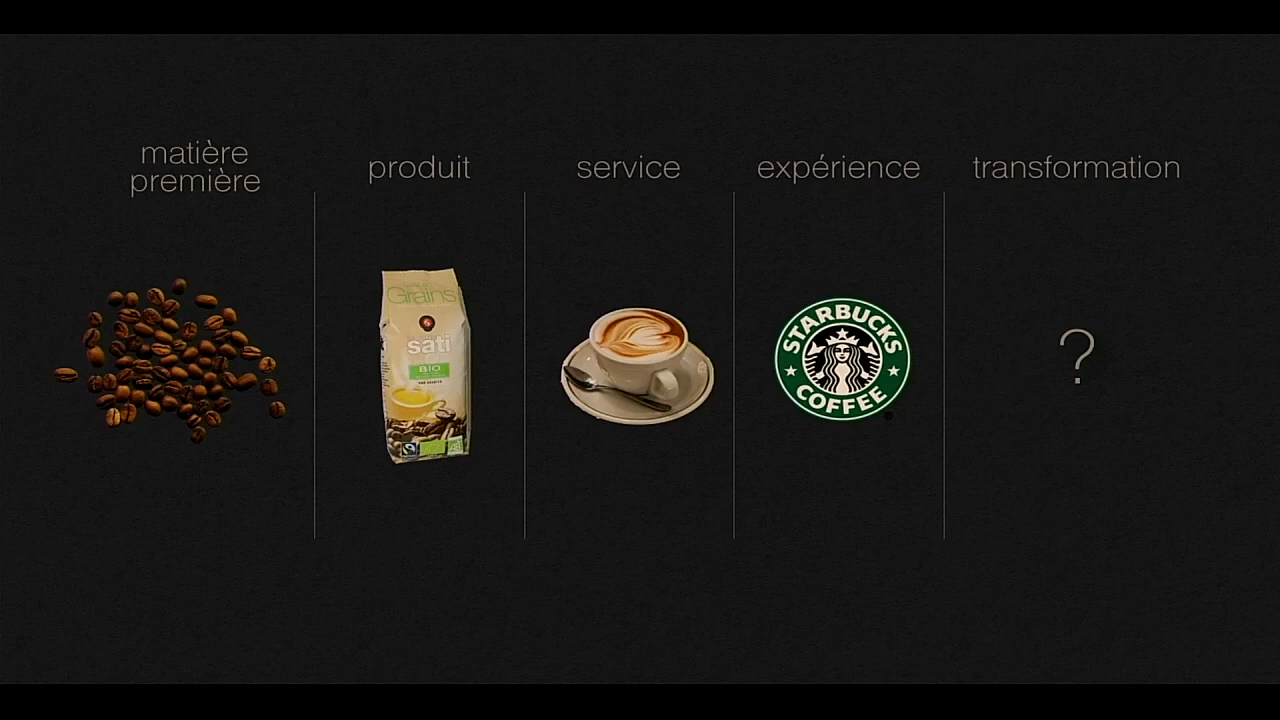 matière
première
produit
service
expérience
transformation
Grains
sati
BIO
STARBUCKS
COFFEE
?